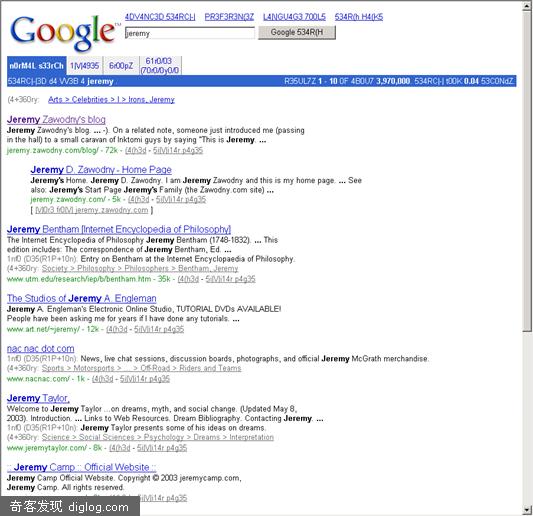 Google
4DV4NC3D 534RC|-| PR3F3R3N(3Z L4|\|GU4G3 700L5 534R(h H4(K5
jeremy
Google 534R(H
n0rM4L s33rCh 1|V|4935 6r00pZ 61r0/03
(70r0/0y0/0
534RC|-|3D d4 VV3B 4 jeremy. R35UL7Z 1 - 10 0F 4B0U7 3,970,000. 534RC|-| t00K 0.04 53C0NdZ.
(4+360ry: Arts > Celebrities > I > Irons, Jeremy
Jeremy Zawodny's blog
Jeremy Zawodny's blog. ... -). On a related note, someone just introduced me (passing
in the hall) to a small caravan of Inktomi guys by saying "This is Jeremy. ...
jeremy.zawodny.com/blog/ - 72k - (4(h3d - 5i|V|i14r p4g35
Jeremy D. Zawodny - Home Page
Jeremy's Home. Jeremy D. Zawodny. I am Jeremy Zawodny and this is my home page. ... See
also: Jeremy's Start Page Jeremy's Family (the Zawodny.com site) ...
jeremy.zawodny.com/ - 5k - (4(h3d - 5i|V|i14r p4g35
[ |V|0r3 fi0|V| jeremy.zawodny.com ]
Jeremy Bentham [Internet Encyclopedia of Philosophy]
The Internet Encyclopedia of Philosophy Jeremy Bentham (1748-1832). ... This
edition includes: The correspondence of Jeremy Bentham, Ed. ...
1nf0 (D35(R1P+10n): Entry on Bentham at the Internet Encyclopaedia of Philosophy.
(4+360ry: Society > Philosophy > Philosophers > Bentham, Jeremy
www.utm.edu/research/iep/b/bentham.htm - 35k - (4(h3d - 5i|V|i14r p4g35
The Studios of Jeremy A. Engleman
Jeremy A. Engleman's Electronic Online Studio, TUTORIAL DVDs AVAILABLE!
People have been asking me for years if I have done any tutorials. ...
www.art.net/~jeremy/ - 12k - (4(h3d - 5i|V|i14r p4g35
nac nac dot com
1nf0 (D35(R1P+10n): News, live chat sessions, discussion boards, photographs, and official Jeremy McGrath merchandise.
(4+360ry: Sports > Motorsports > ... > Off-Road > Riders and Teams
www.nacnac.com/ - 1k - (4(h3d - 5i|V|i14r p4g35
Jeremy Taylor,
Welcome to Jeremy Taylor ...on dreams, myth, and social change. (Updated May 8,
2003). Introduction. ... Links to Web Resources. Dream Bibliography. Contacting Jeremy. ...
1nf0 (D35(R1P+10n): Jeremy Taylor presents some of his ideas on dreams.
(4+360ry: Science > Social Sciences > Psychology > Dreams > Interpretation
www.jeremytaylor.com/ - 8k - (4(h3d - 5i|V|i14r p4g35
:: Jeremy Camp :: Official Website ::
Jeremy Camp Official Website. Copyright © 2003 jeremycamp.com,
Jeremy Camp. All rights reserved.
(4(h3d - 5i|V|i14r p4g35
奇客发现 diglog.com